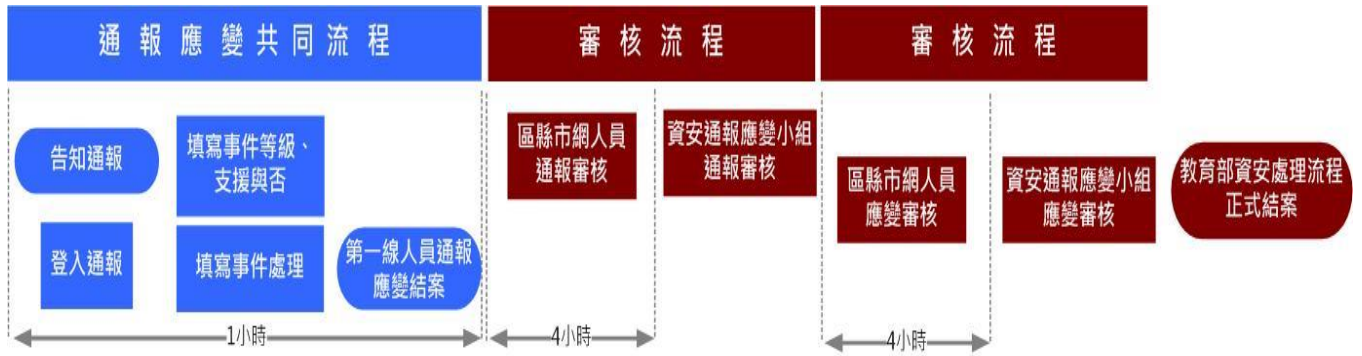 通報應變共同流程
審核流程
審核流程
告知通報
填寫事件等級、
支援與否
登入通報
填寫事件處理
第一線人員通報
應變結案
區縣市網人員
通報審核
資安通報應變小組
通報審核
區縣市網人員
應變審核
資安通報應變小組
應變審核
教育部資安處理流程
正式結案
1小時
4小時
4小時